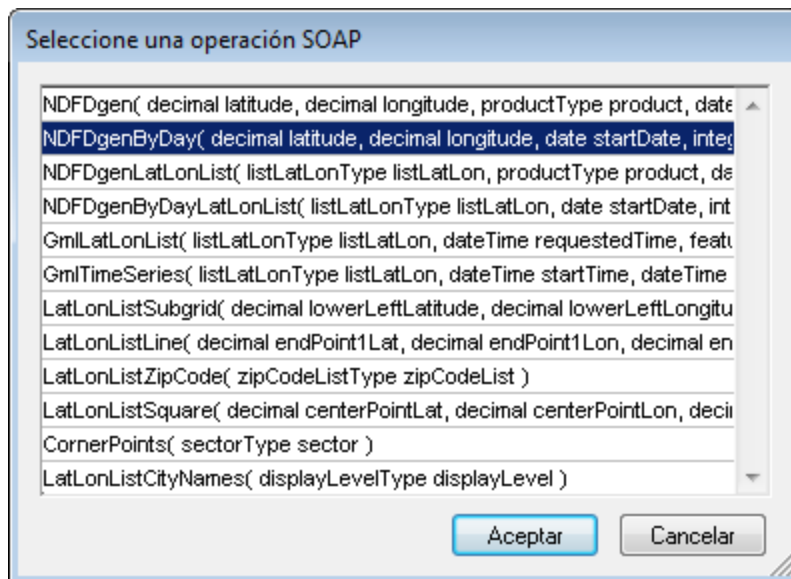 Seleccione una operación SOAP
NDFDgen( decimal latitude, decimal longitude, productType product, date
NDFDgenByDay( decimal latitude, decimal longitude, date startDate, integ
NDFDgenLatLonList( listLatLonType listLatLon, productType product, da
NDFDgenByDayLatLonList( listLatLonType listLatLon, date startDate, int
GmlLatLonList( listLatLonType listLatLon, dateTime requestedTime, featu
GmlTimeSeries( listLatLonType listLatLon, dateTime startTime, dateTime
LatLonListSubgrid( decimal lowerLeftLatitude, decimal lowerLeftLongitu
LatLonListLine( decimal endPoint1Lat, decimal endPoint1Lon, decimal en
LatLonListZipCode( zipCodeListType zipCodeList )
LatLonListSquare( decimal centerPointLat, decimal centerPointLon, deci
CornerPoints( sectorType sector )
LatLonListCityNames( displayLevelType displayLevel )
Aceptar Cancelar